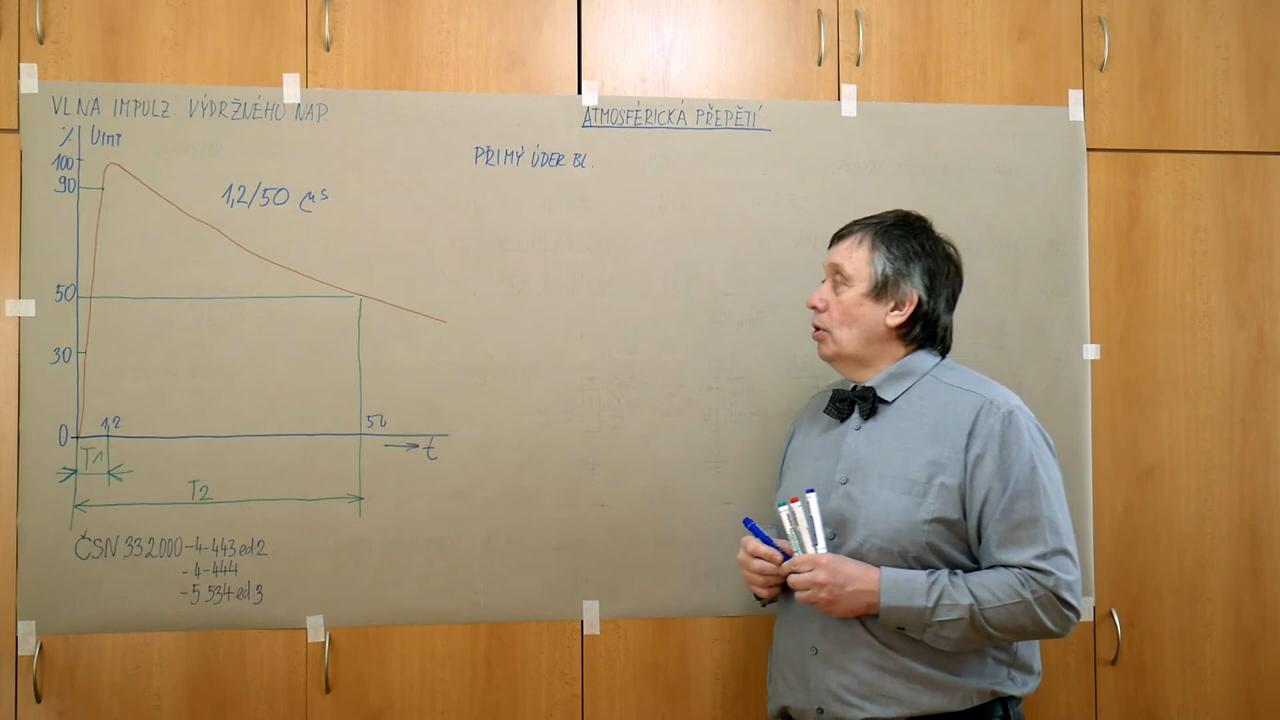 VLNA IMPULZ. VÝDRŽNÉHO NAP.
% Uimp
100
90
1,2/50 μs
50
30
0
1,2
50
t
T1
T2
ČSN 33 2000-4-443 ed 2
-4-444
-5 534 ed.3
ATMOSFÉRICKÁ PŘEPĚTÍ
PŘÍMÝ ÚDER BL.